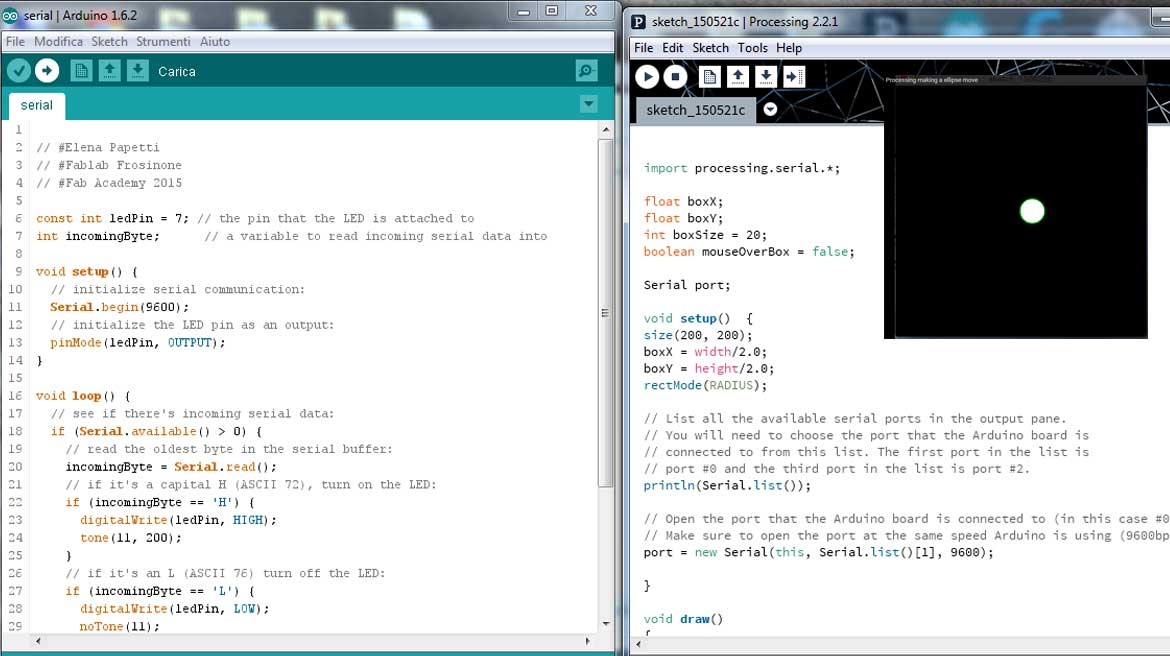 serial | Arduino 1.6.2
File Modifica Sketch Strumenti Aiuto
Carica
serial
1
2 // #Elena Papetti
3 // #Fablab Frosinone
4 // #Fab Academy 2015
5
6 const int ledPin = 7; // the pin that the LED is attached to
7 int incomingByte;      // a variable to read incoming serial data into
8
9 void setup() {
10   // initialize serial communication:
11   Serial.begin(9600);
12   // initialize the LED pin as an output:
13   pinMode(ledPin, OUTPUT);
14 }
15
16 void loop() {
17   // see if there's incoming serial data:
18   if (Serial.available() > 0) {
19     // read the oldest byte in the serial buffer:
20     incomingByte = Serial.read();
21     // if it's a capital H (ASCII 72), turn on the LED:
22     if (incomingByte == 'H') {
23       digitalWrite(ledPin, HIGH);
24       tone(11, 200);
25     }
26     // if it's an L (ASCII 76) turn off the LED:
27     if (incomingByte == 'L') {
28       digitalWrite(ledPin, LOW);
29       noTone(11);
P sketch_150521c | Processing 2.2.1
File Edit Sketch Tools Help
Processing making a ellipse move
sketch_150521c
import processing.serial.*;
float boxX;
float boxY;
int boxSize = 20;
boolean mouseOverBox = false;
Serial port;
void setup()  {
size(200, 200);
boxX = width/2.0;
boxY = height/2.0;
rectMode(RADIUS);
// List all the available serial ports in the output pane.
// You will need to choose the port that the Arduino board is
// connected to from this list. The first port in the list is
// port #0 and the third port in the list is port #2.
println(Serial.list());
// Open the port that the Arduino board is connected to (in this case #0
// Make sure to open the port at the same speed Arduino is using (9600bp
port = new Serial(this, Serial.list()[1], 9600);
}
void draw()
{